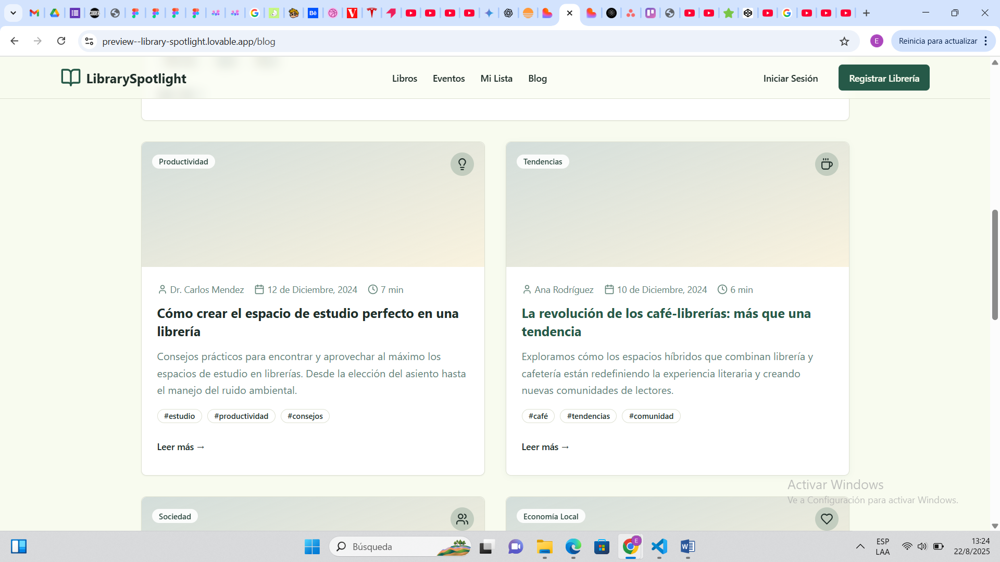 preview--library-spotlight.lovable.app/blog
E
Reinicia para actualizar
LibrarySpotlight
Libros
Eventos
Mi Lista
Blog
Iniciar Sesión
Registrar Librería
Productividad
Dr. Carlos Mendez
12 de Diciembre, 2024
7 min
Cómo crear el espacio de estudio perfecto en una
librería
Consejos prácticos para encontrar y aprovechar al máximo los
espacios de estudio en librerías. Desde la elección del asiento hasta
el manejo del ruido ambiental.
#estudio
#productividad
#consejos
Leer más →
Tendencias
Ana Rodríguez
10 de Diciembre, 2024
6 min
La revolución de los café-librerías: más que una
tendencia
Exploramos cómo los espacios híbridos que combinan librería y
cafetería están redefiniendo la experiencia literaria y creando
nuevas comunidades de lectores.
#café
#tendencias
#comunidad
Leer más →
Sociedad
Economía Local
Activar Windows
Ve a Configuración para activar Windows.
Búsqueda
E
ESP
LAA
13:24
22/8/2025